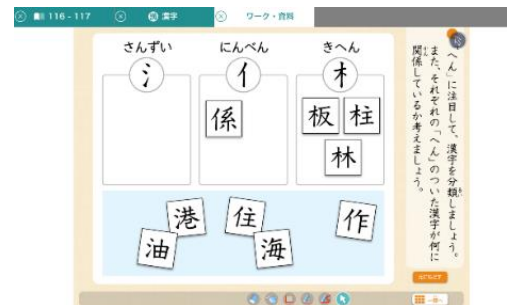 116 - 117
漢字
ワーク・資料
「へん」に注目して、漢字を分類しましょう。
また、それぞれの「へん」のついた漢字が何に
関係しているか考えましょう。
さんずい
にんべん
きへん
氵
亻
木
係
板
柱
林
港
油
住
海
作